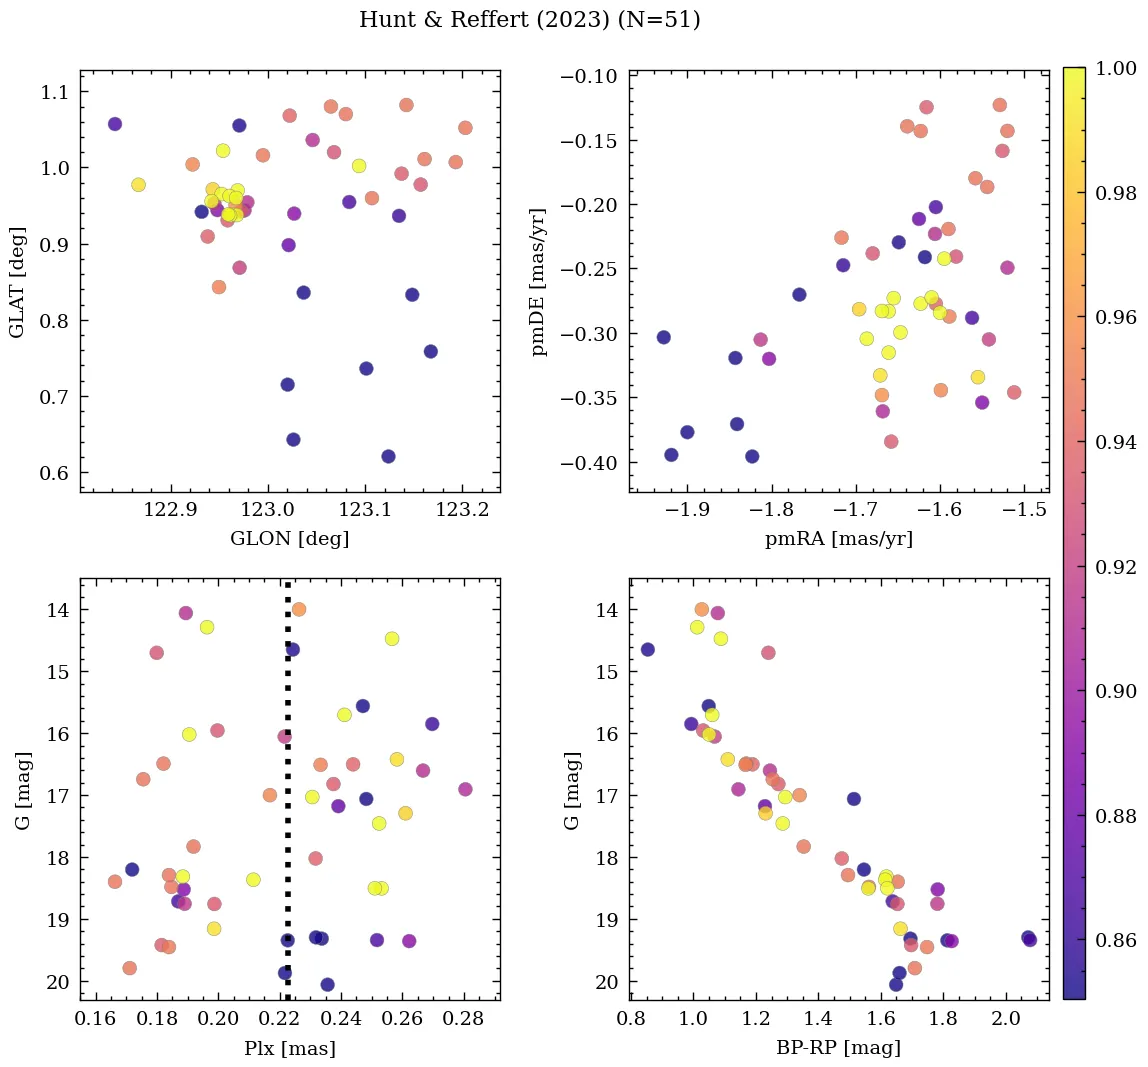 Hunt & Reffert (2023) (N=51)
1.1
1.0
0.9
0.8
0.7
0.6
GLAT [deg]
122.9 123.0 123.1 123.2
GLON [deg]
−0.10
−0.15
−0.20
−0.25
−0.30
−0.35
−0.40
pmDE [mas/yr]
−1.9 −1.8 −1.7 −1.6 −1.5
pmRA [mas/yr]
14
15
16
17
18
19
20
G [mag]
0.16 0.18 0.20 0.22 0.24 0.26 0.28
Plx [mas]
14
15
16
17
18
19
20
G [mag]
0.8 1.0 1.2 1.4 1.6 1.8 2.0
BP-RP [mag]
1.00
0.98
0.96
0.94
0.92
0.90
0.88
0.86